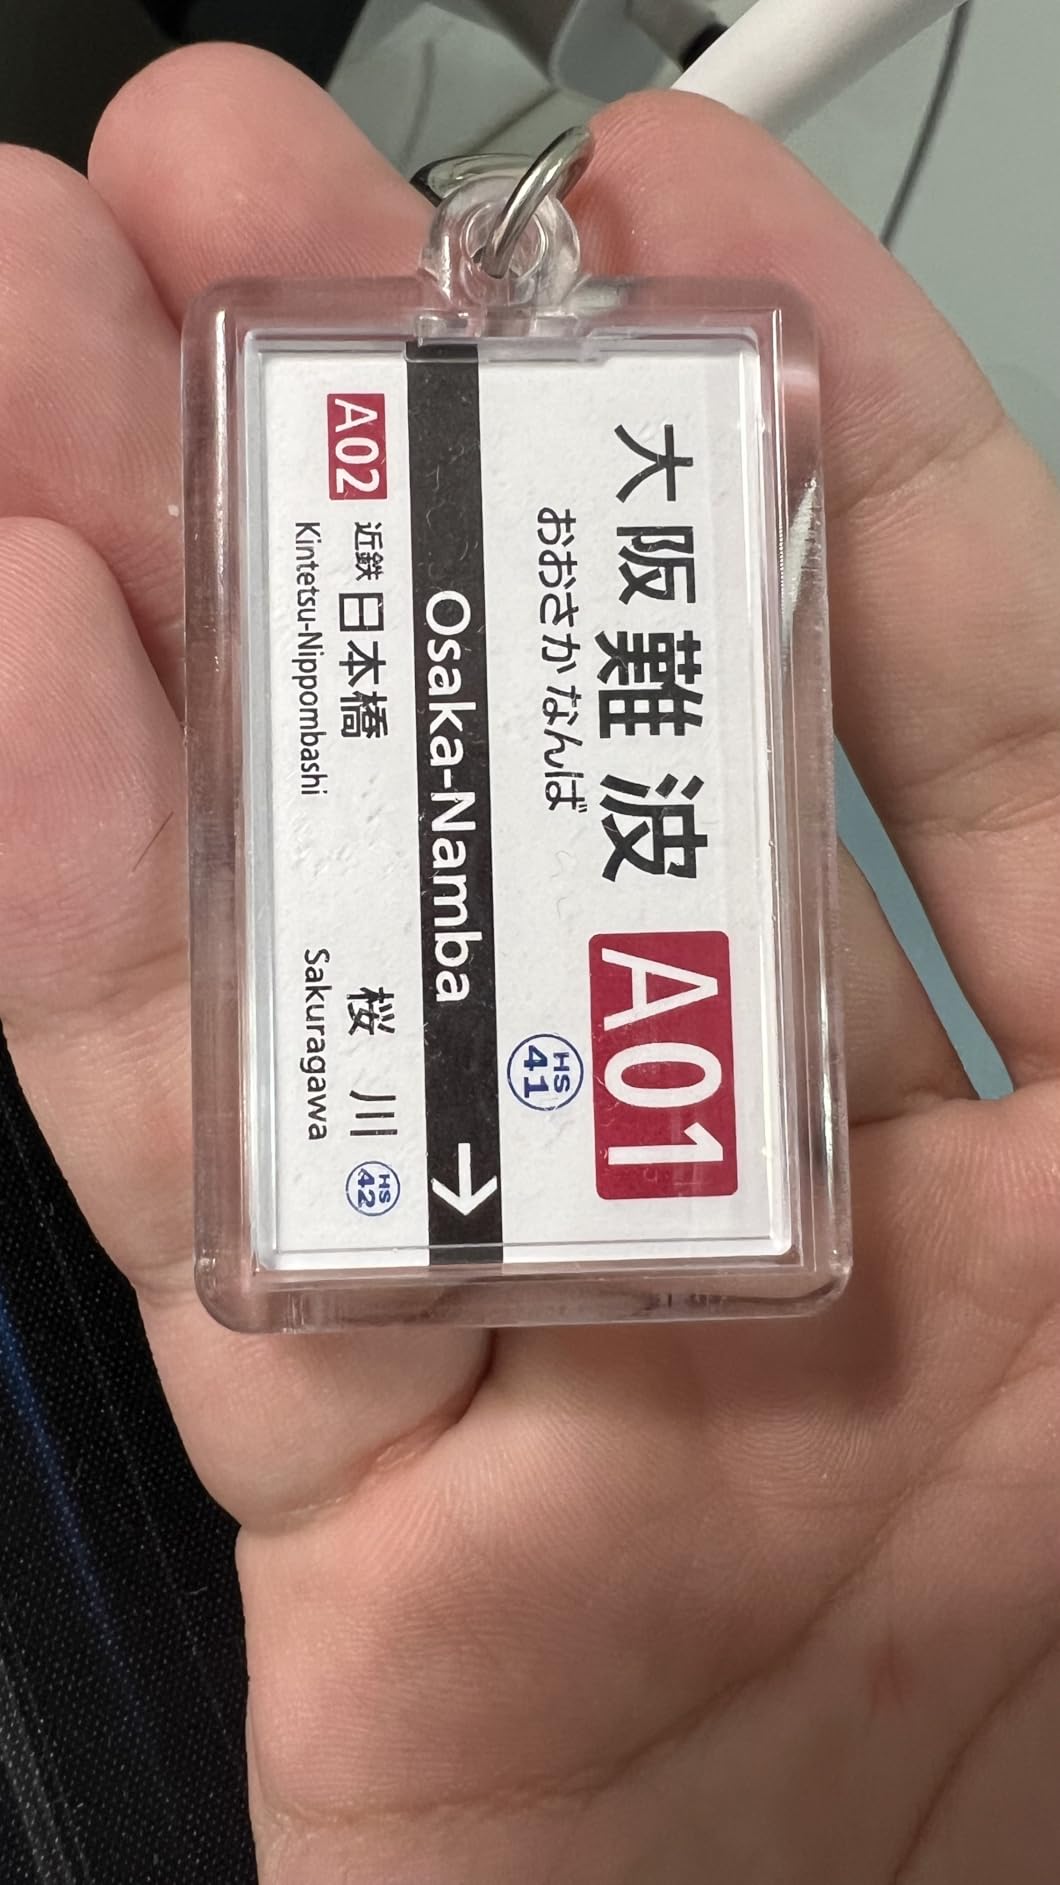 大阪難波 A01
おおさかなんば HS 41
Osaka-Namba →
A02 近鉄日本橋 桜川 HS 42
Kintetsu-Nippombashi Sakuragawa